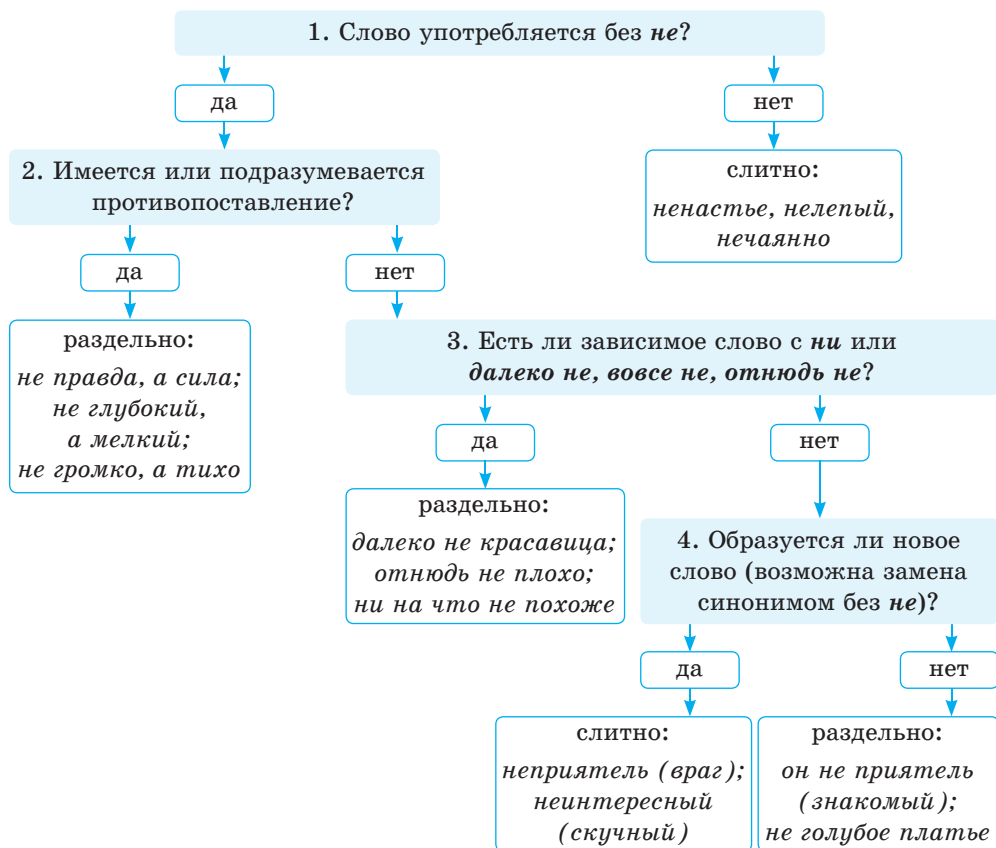 1. Слово употребляется без не?
да
нет
2. Имеется или подразумевается
противопоставление?
слитно:
ненастье, нелепый,
нечаянно
да
нет
раздельно:
не правда, а сила;
не глубокий,
а мелкий;
не громко, а тихо
3. Есть ли зависимое слово с ни или
далеко не, вовсе не, отнюдь не?
да
нет
раздельно:
далеко не красавица;
отнюдь не плохо;
ни на что не похоже
4. Образуется ли новое
слово (возможна замена
синонимом без не)?
да
нет
слитно:
неприятель (враг);
неинтересный
(скучный)
раздельно:
он не приятель
(знакомый);
не голубое платье